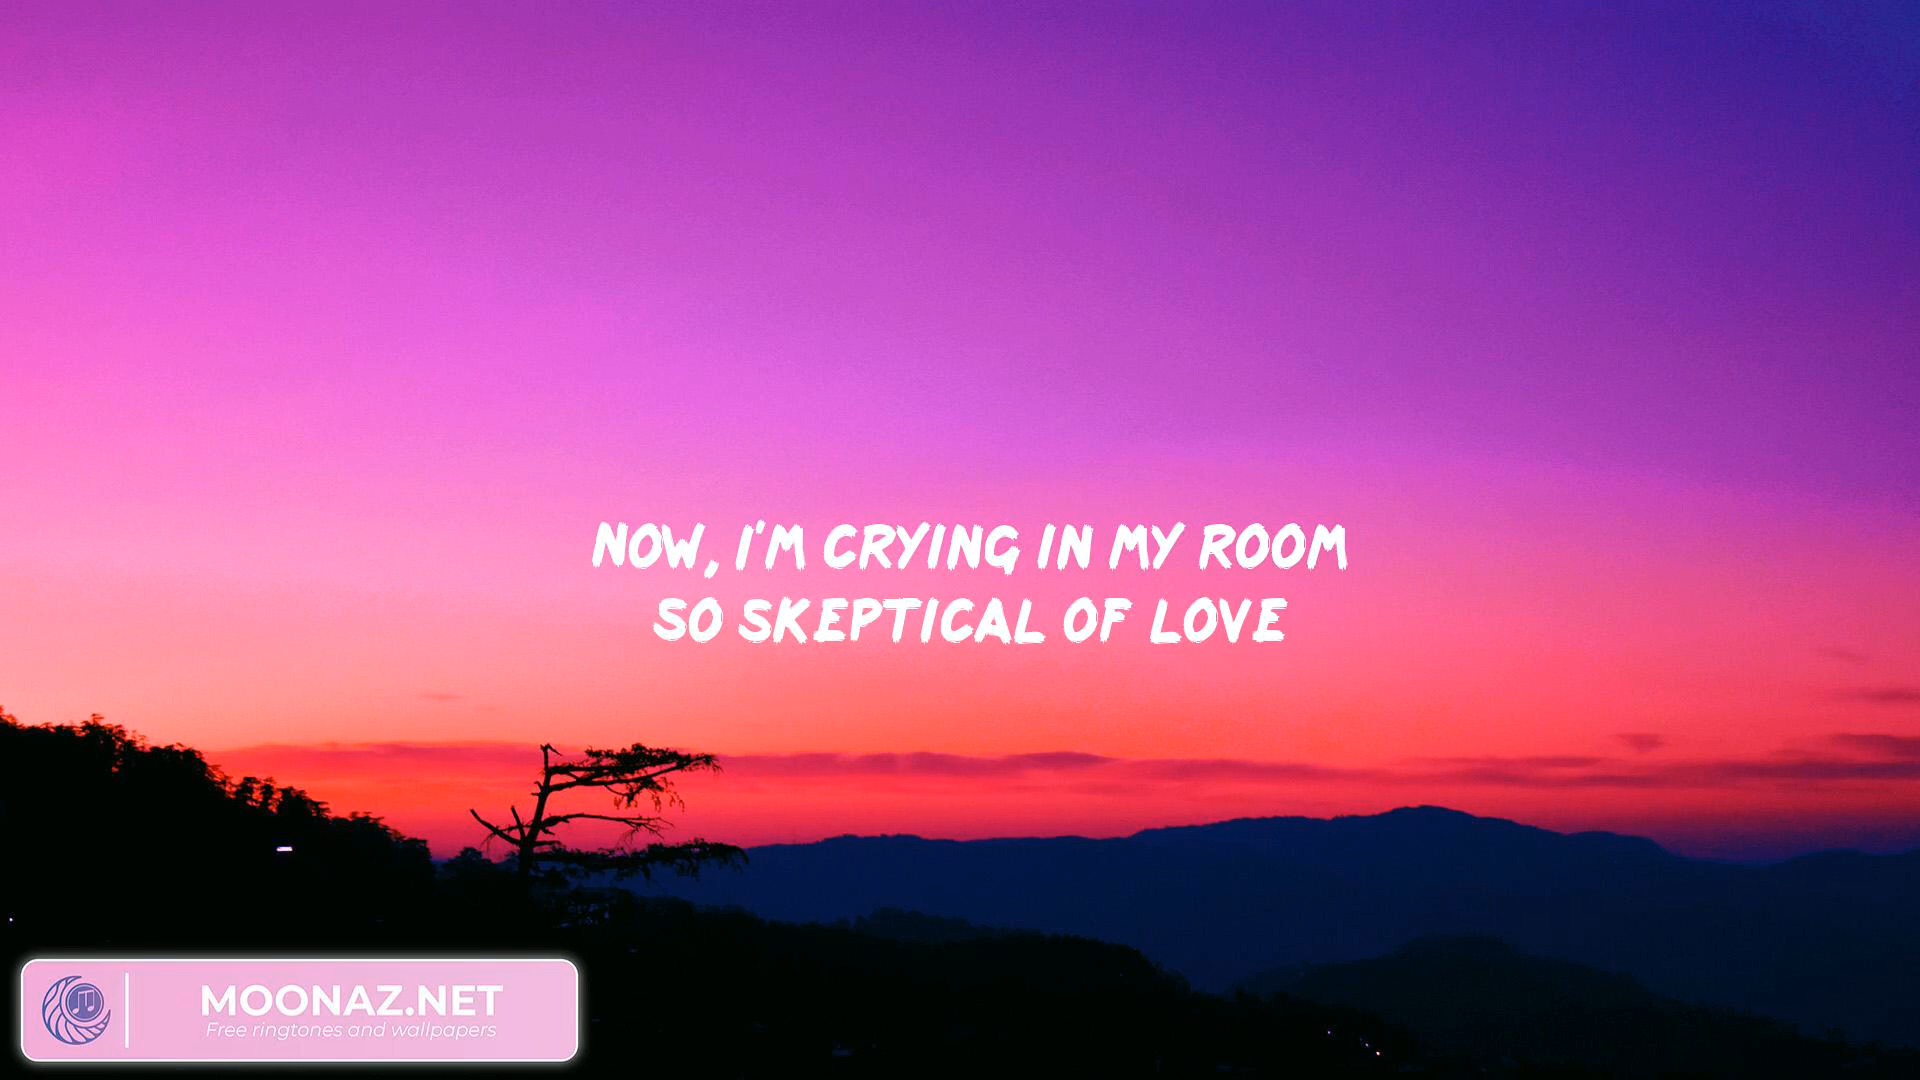 NOW, I'M CRYING IN MY ROOM
SO SKEPTICAL OF LOVE
MOONAZ.NET
Free ringtones and wallpapers